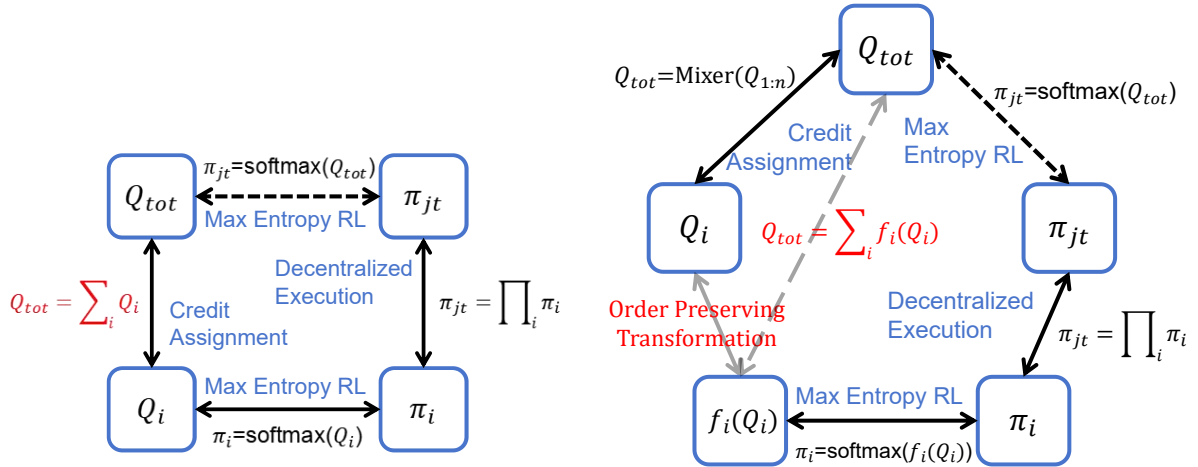 π_jt=softmax(Q_tot)
Q_tot
π_jt
Max Entropy RL
Q_tot = ∑_i Q_i
Credit
Assignment
Decentralized
Execution
π_jt = ∏_i π_i
Q_i
Max Entropy RL
π_i
π_i=softmax(Q_i)
Q_tot
Q_tot=Mixer(Q_1:n)
π_jt=softmax(Q_tot)
Credit
Assignment
Max
Entropy RL
Q_i
Q_tot = ∑_i f_i(Q_i)
π_jt
Order Preserving
Transformation
Decentralized
Execution
π_jt = ∏_i π_i
f_i(Q_i)
Max Entropy RL
π_i
π_i=softmax(f_i(Q_i))